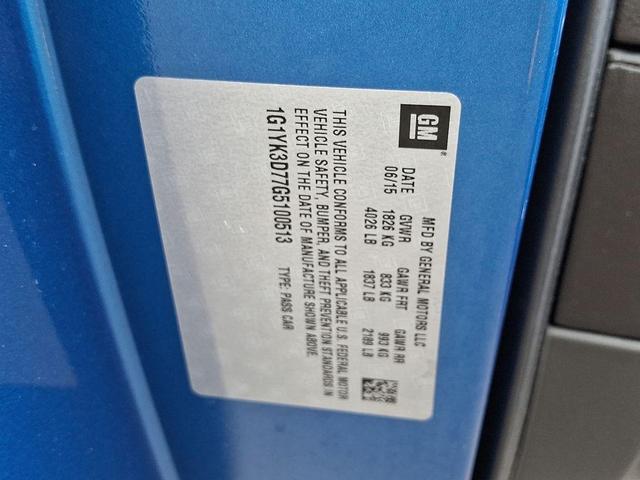 GM
MFD BY GENERAL MOTORS LLC
DATE GVWR GAWR FRT GAWR RR
06/15 1826 KG 833 KG 993 KG
4026 LB 1837 LB 2189 LB
THIS VEHICLE CONFORMS TO ALL APPLICABLE U.S. FEDERAL MOTOR
VEHICLE SAFETY, BUMPER, AND THEFT PREVENTION STANDARDS IN
EFFECT ON THE DATE OF MANUFACTURE SHOWN ABOVE.
1G1YK3D77G5100513 TYPE: PASS CAR